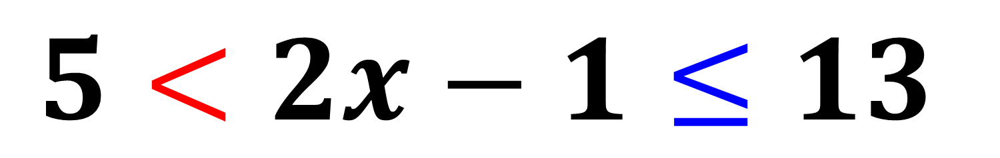 5 < 2x − 1 ≤ 13